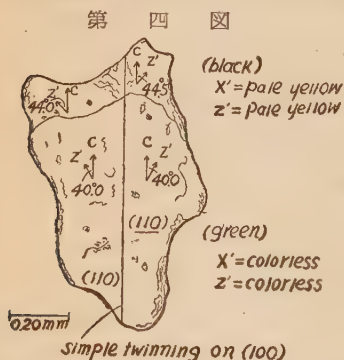 第四図
(black)
X'=pale yellow
Z'=pale yellow
C
Z'
44.5
Z'
C
44.0
C
Z'
40.0
C
Z'
40.0
(110)
(110)
(green)
X'=colorless
Z'=colorless
0.20mm
simple twinning on (100)